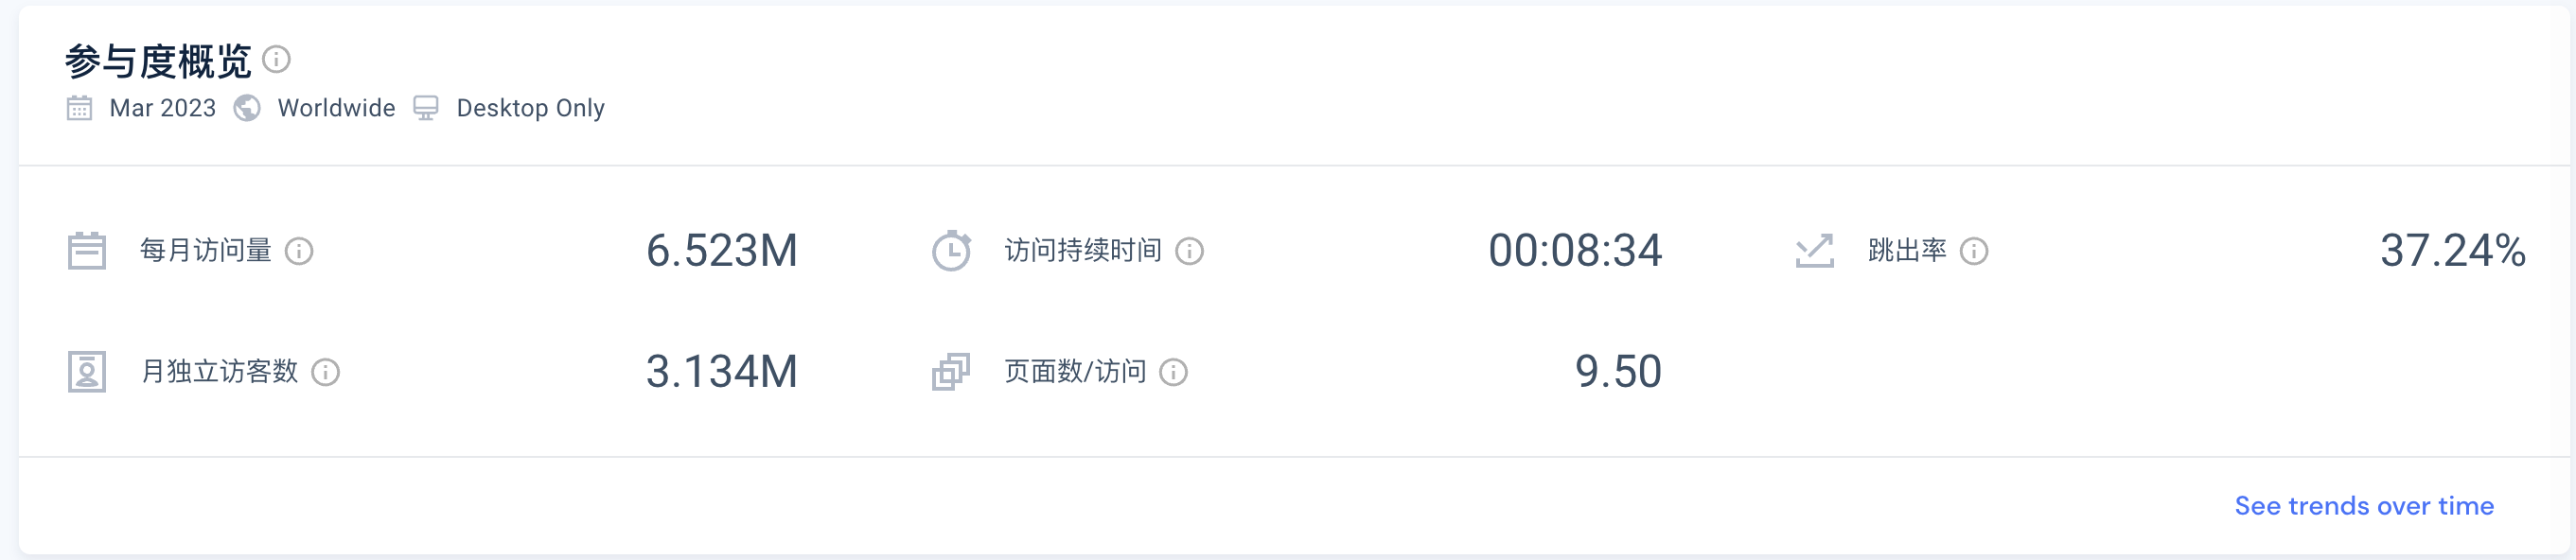 参与度概览
Mar 2023 Worldwide Desktop Only
每月访问量 6.523M 访问持续时间 00:08:34 跳出率 37.24%
月独立访客数 3.134M 页面数/访问 9.50
See trends over time